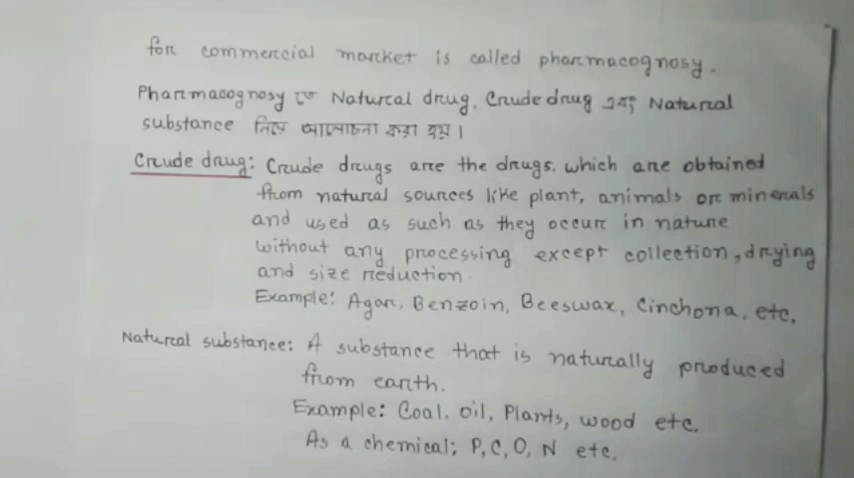 for commercial market is called pharmacognosy.
Pharmacognosy তে Natural drug, Crude drug এবং Natural
substance নিয়ে আলোচনা করা হয়।
Crude drug: Crude drugs are the drugs. which are obtained
from natural sources like plant, animals or minerals
and used as such as they occur in nature
without any processing except collection, drying
and size reduction.
Example: Agar, Benzoin, Beeswax, Cinchona, etc.
Natural substance: A substance that is naturally produced
from earth.
Example: Coal. oil, Plants, wood etc.
As a chemical; P, C, O, N etc.